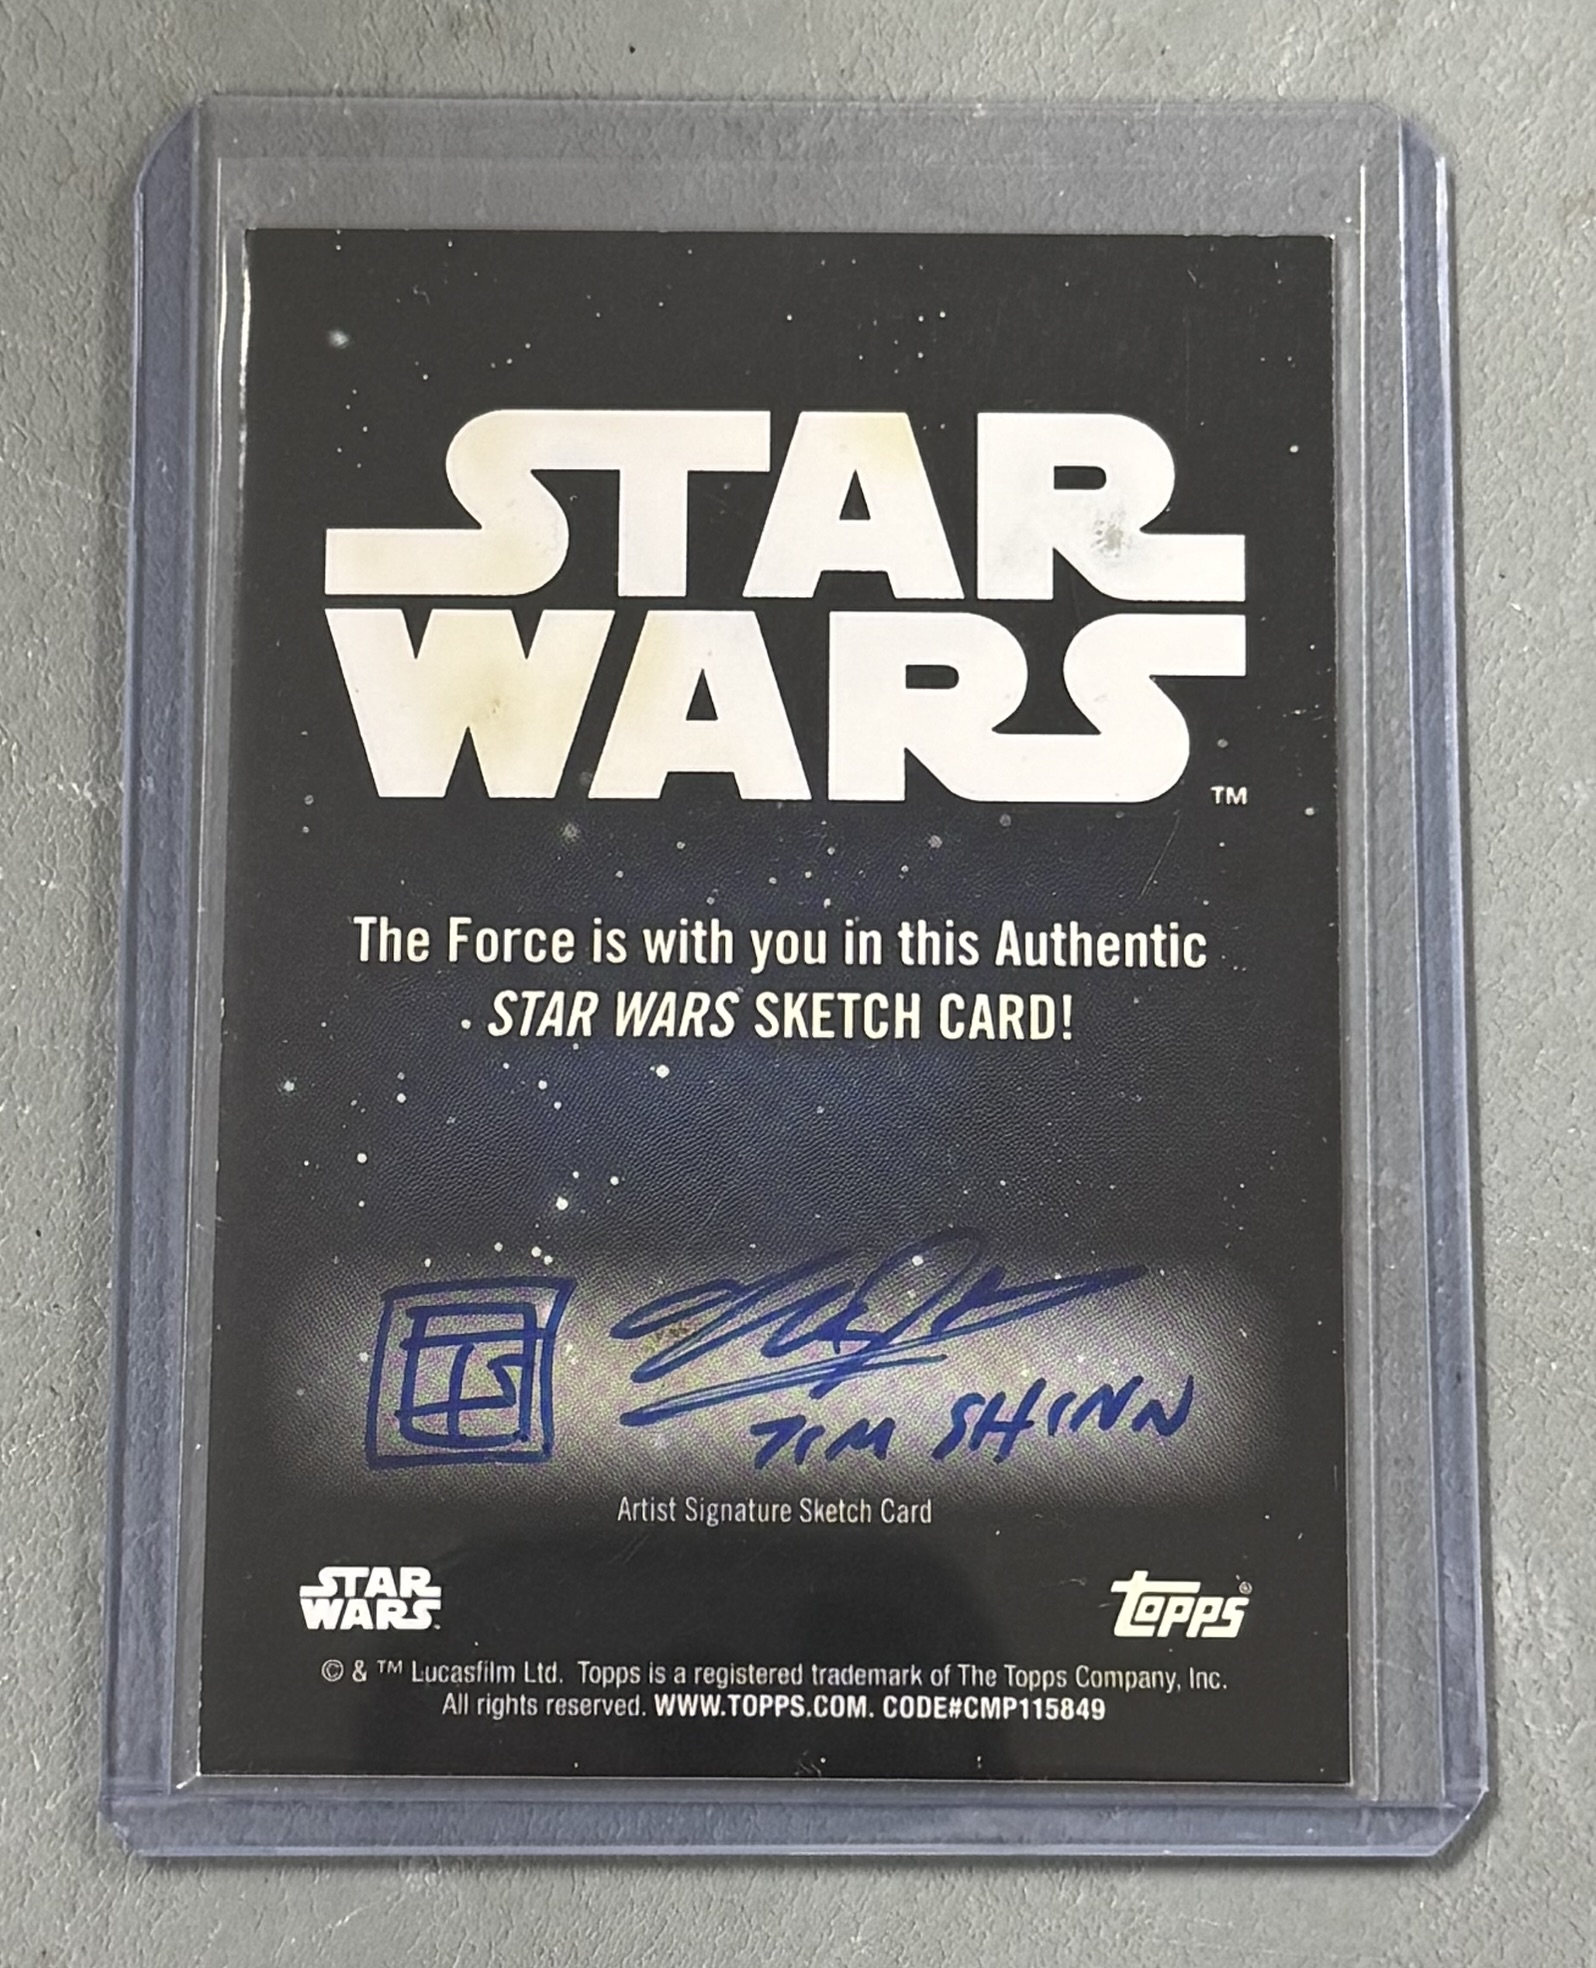 STAR
WARS™
The Force is with you in this Authentic
STAR WARS SKETCH CARD!
TS
TIM SHINN
Artist Signature Sketch Card
STAR
WARS
topps®
© & ™ Lucasfilm Ltd. Topps is a registered trademark of The Topps Company, Inc.
All rights reserved. WWW.TOPPS.COM. CODE#CMP115849